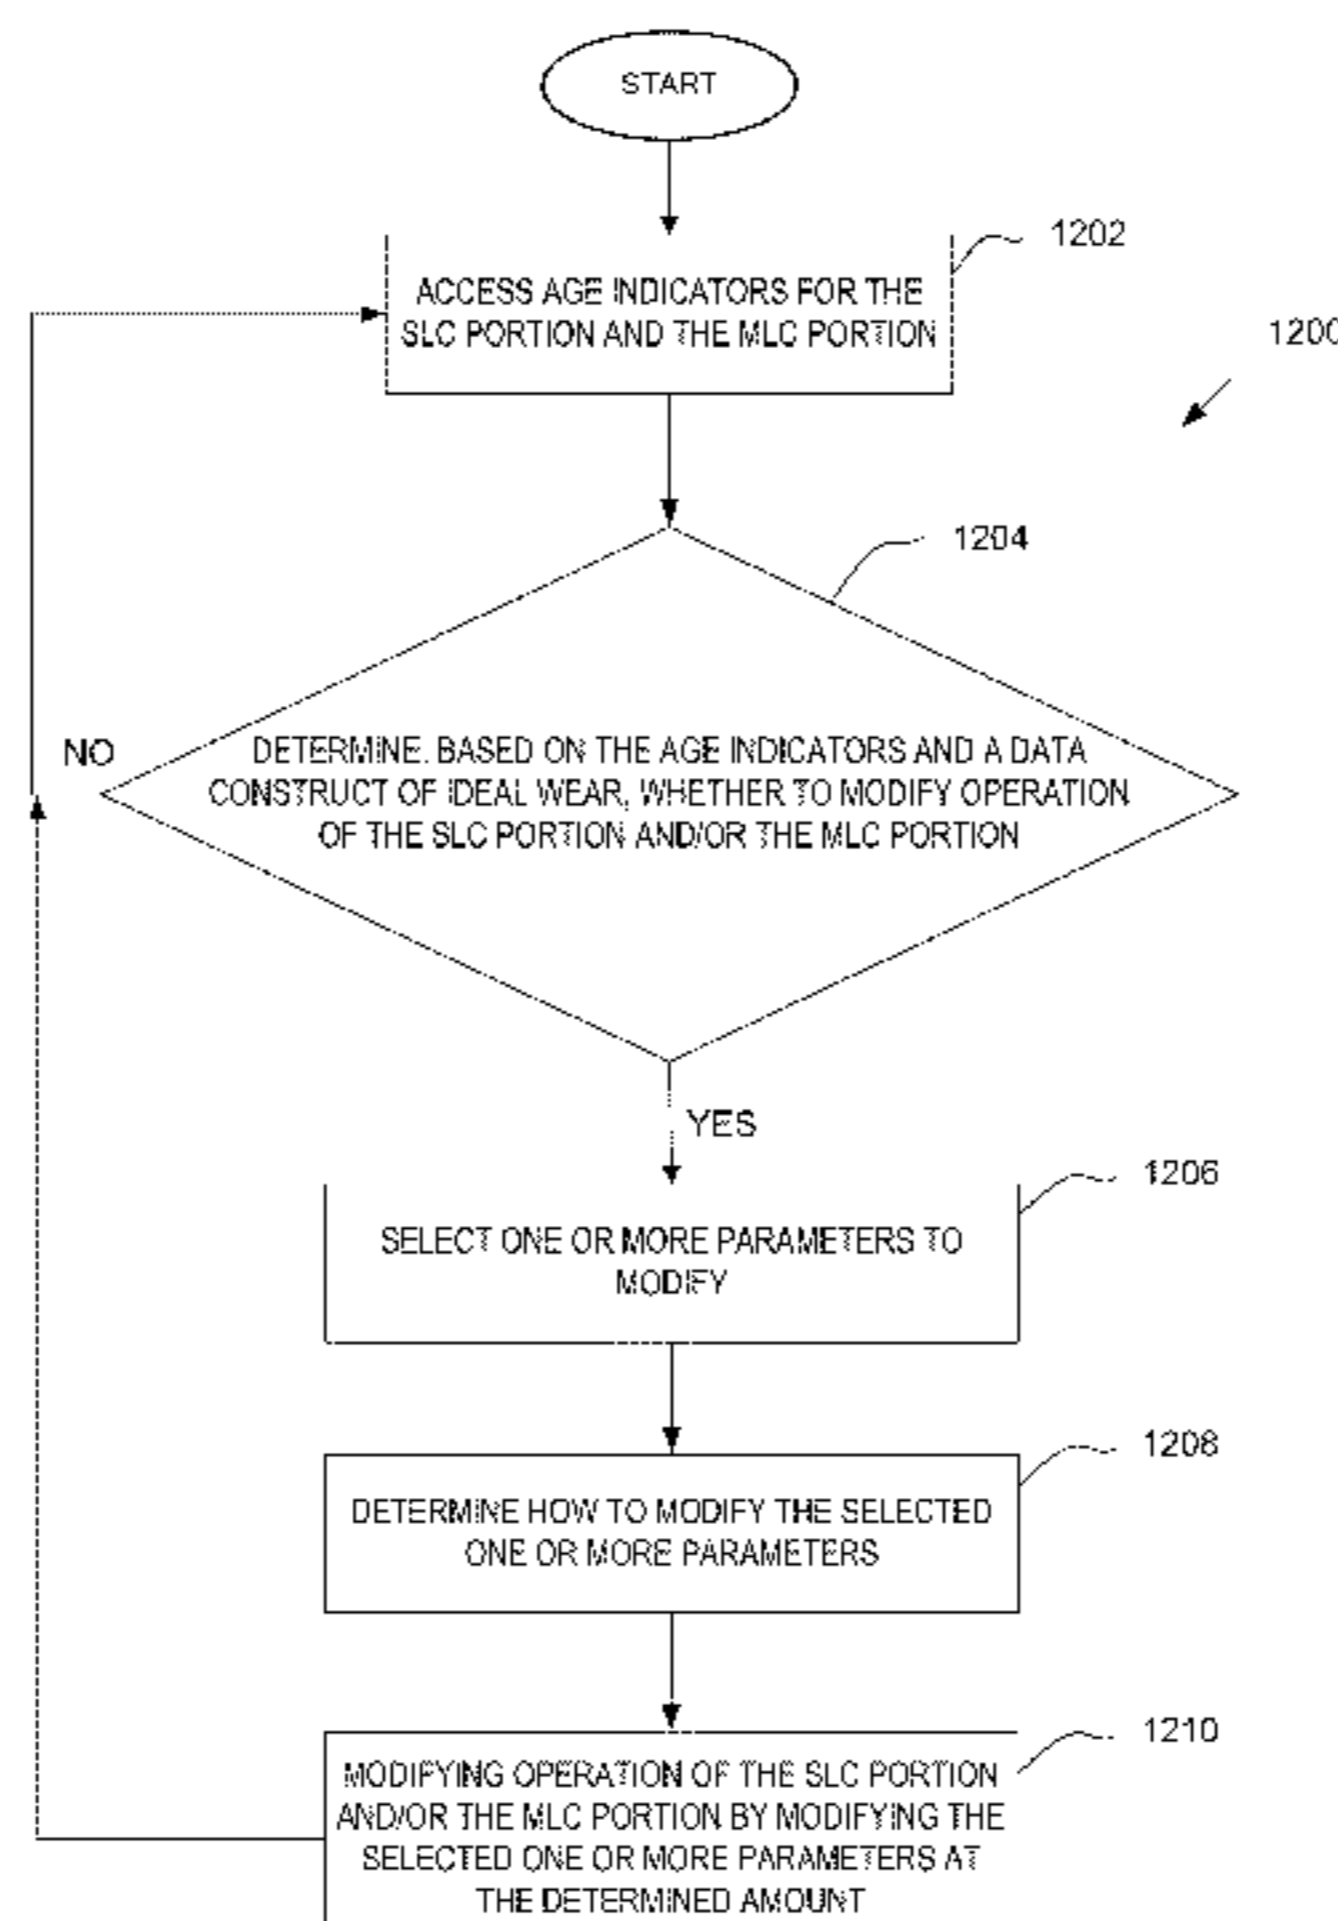 START
1202
ACCESS AGE INDICATORS FOR THE
SLC PORTION AND THE MLC PORTION
1200
1204
NO
DETERMINE. BASED ON THE AGE INDICATORS AND A DATA
CONSTRUCT OF IDEAL WEAR, WHETHER TO MODIFY OPERATION
OF THE SLC PORTION AND/OR THE MLC PORTION
YES
1206
SELECT ONE OR MORE PARAMETERS TO
MODIFY
1208
DETERMINE HOW TO MODIFY THE SELECTED
ONE OR MORE PARAMETERS
1210
MODIFYING OPERATION OF THE SLC PORTION
AND/OR THE MLC PORTION BY MODIFYING THE
SELECTED ONE OR MORE PARAMETERS AT
THE DETERMINED AMOUNT